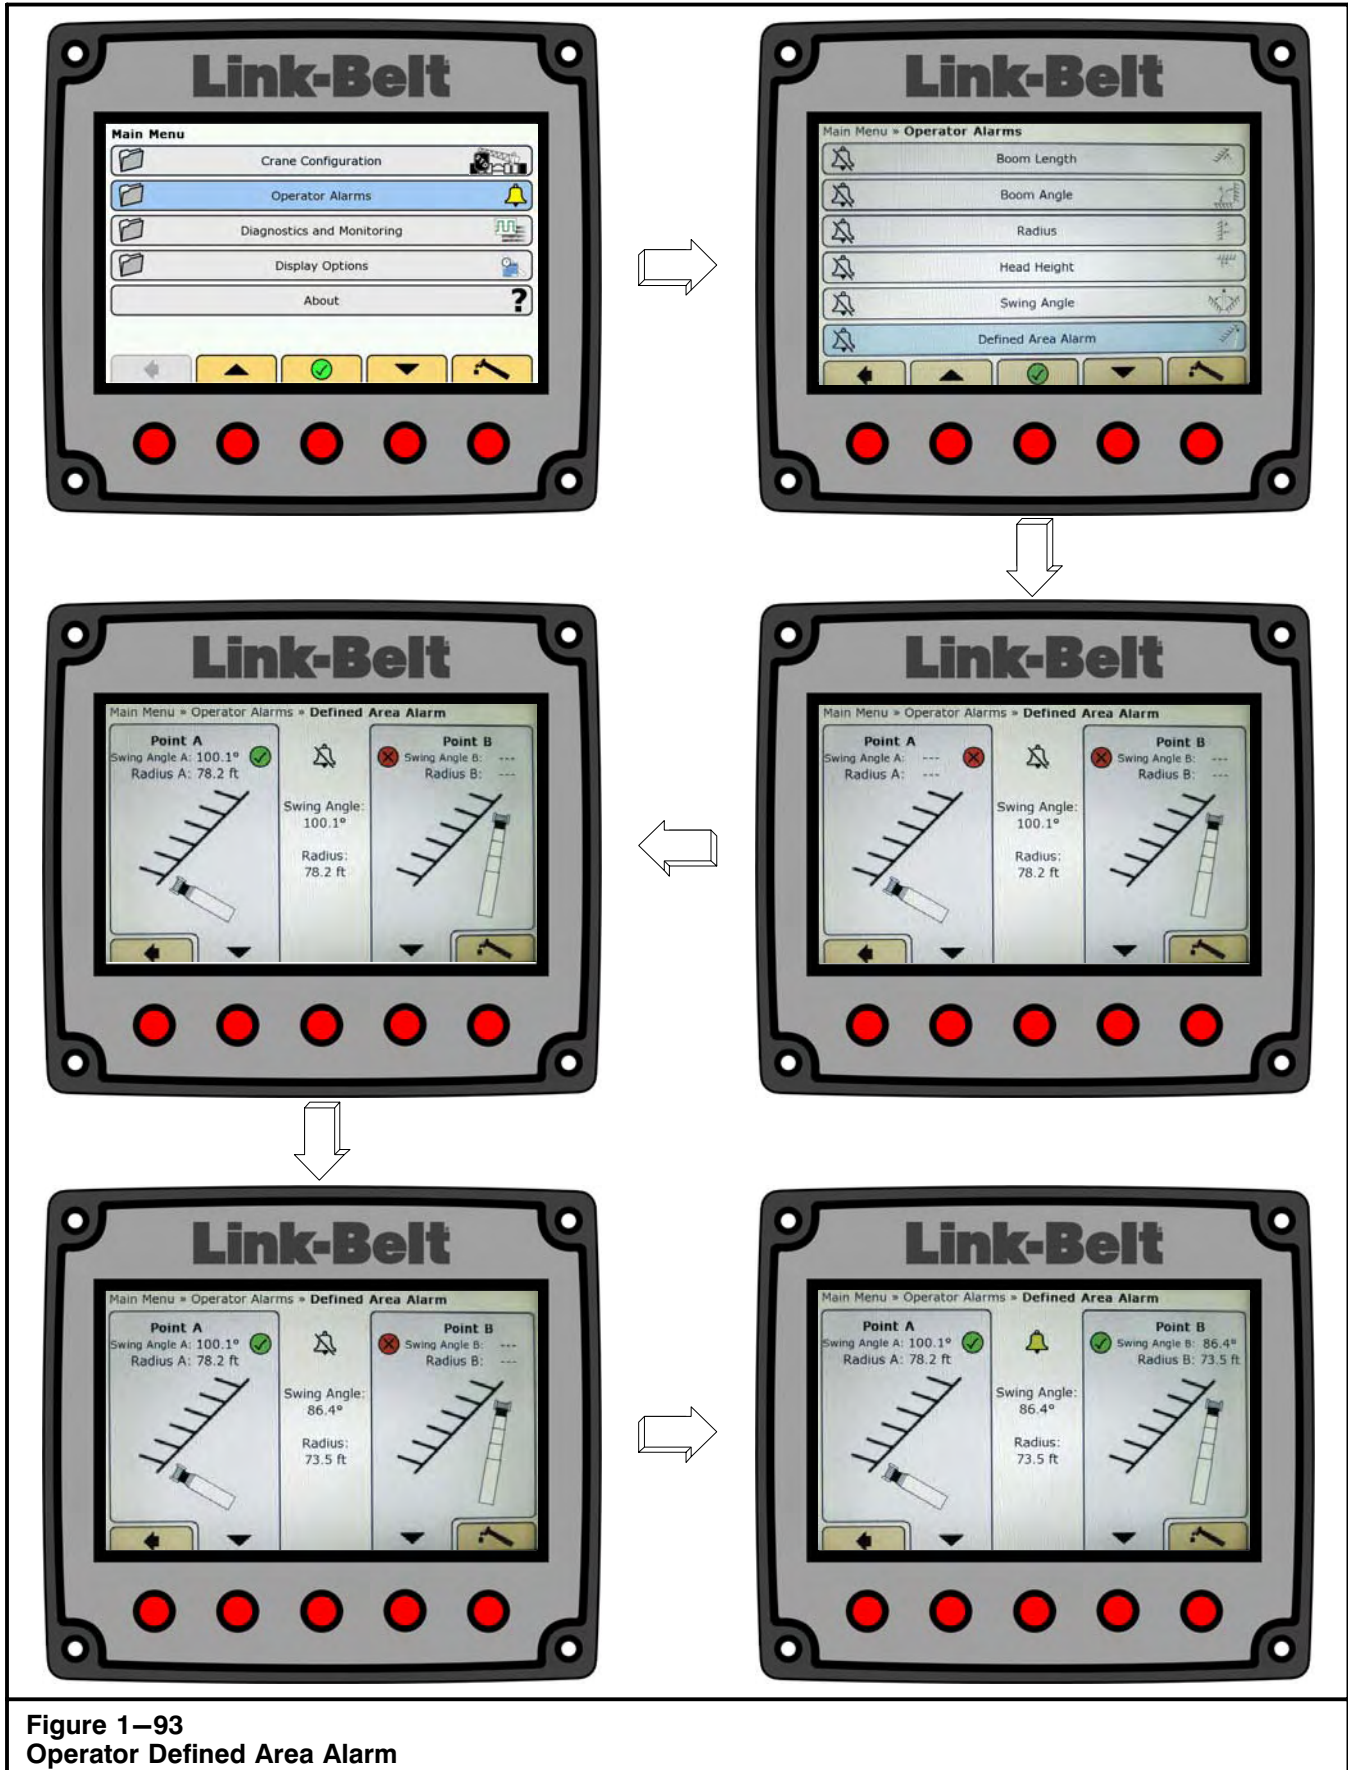 Link-Belt
Main Menu
Crane Configuration
Operator Alarms
Diagnostics and Monitoring
Display Options
About
?
Link-Belt
Main Menu » Operator Alarms
Boom Length
Boom Angle
Radius
Head Height
Swing Angle
Defined Area Alarm
Link-Belt
Main Menu » Operator Alarms » Defined Area Alarm
Point A
Swing Angle A: ---
Radius A: ---
Swing Angle:
100.1°
Radius:
78.2 ft
Point B
Swing Angle B: ---
Radius B: ---
Link-Belt
Main Menu » Operator Alarms » Defined Area Alarm
Point A
Swing Angle A: 100.1°
Radius A: 78.2 ft
Swing Angle:
100.1°
Radius:
78.2 ft
Point B
Swing Angle B: ---
Radius B: ---
Link-Belt
Main Menu » Operator Alarms » Defined Area Alarm
Point A
Swing Angle A: 100.1°
Radius A: 78.2 ft
Swing Angle:
86.4°
Radius:
73.5 ft
Point B
Swing Angle B: ---
Radius B: ---
Link-Belt
Main Menu » Operator Alarms » Defined Area Alarm
Point A
Swing Angle A: 100.1°
Radius A: 78.2 ft
Swing Angle:
86.4°
Radius:
73.5 ft
Point B
Swing Angle B: 86.4°
Radius B: 73.5 ft
Figure 1–93
Operator Defined Area Alarm